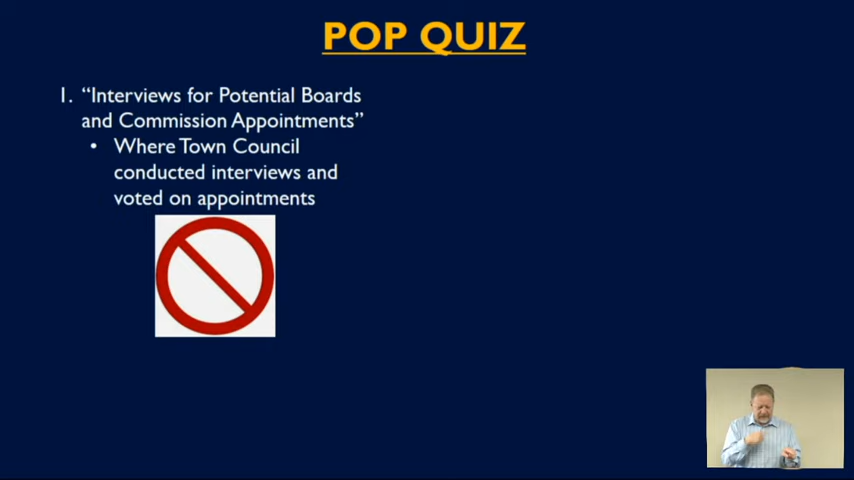 POP QUIZ
1. “Interviews for Potential Boards
and Commission Appointments”
• Where Town Council
conducted interviews and
voted on appointments